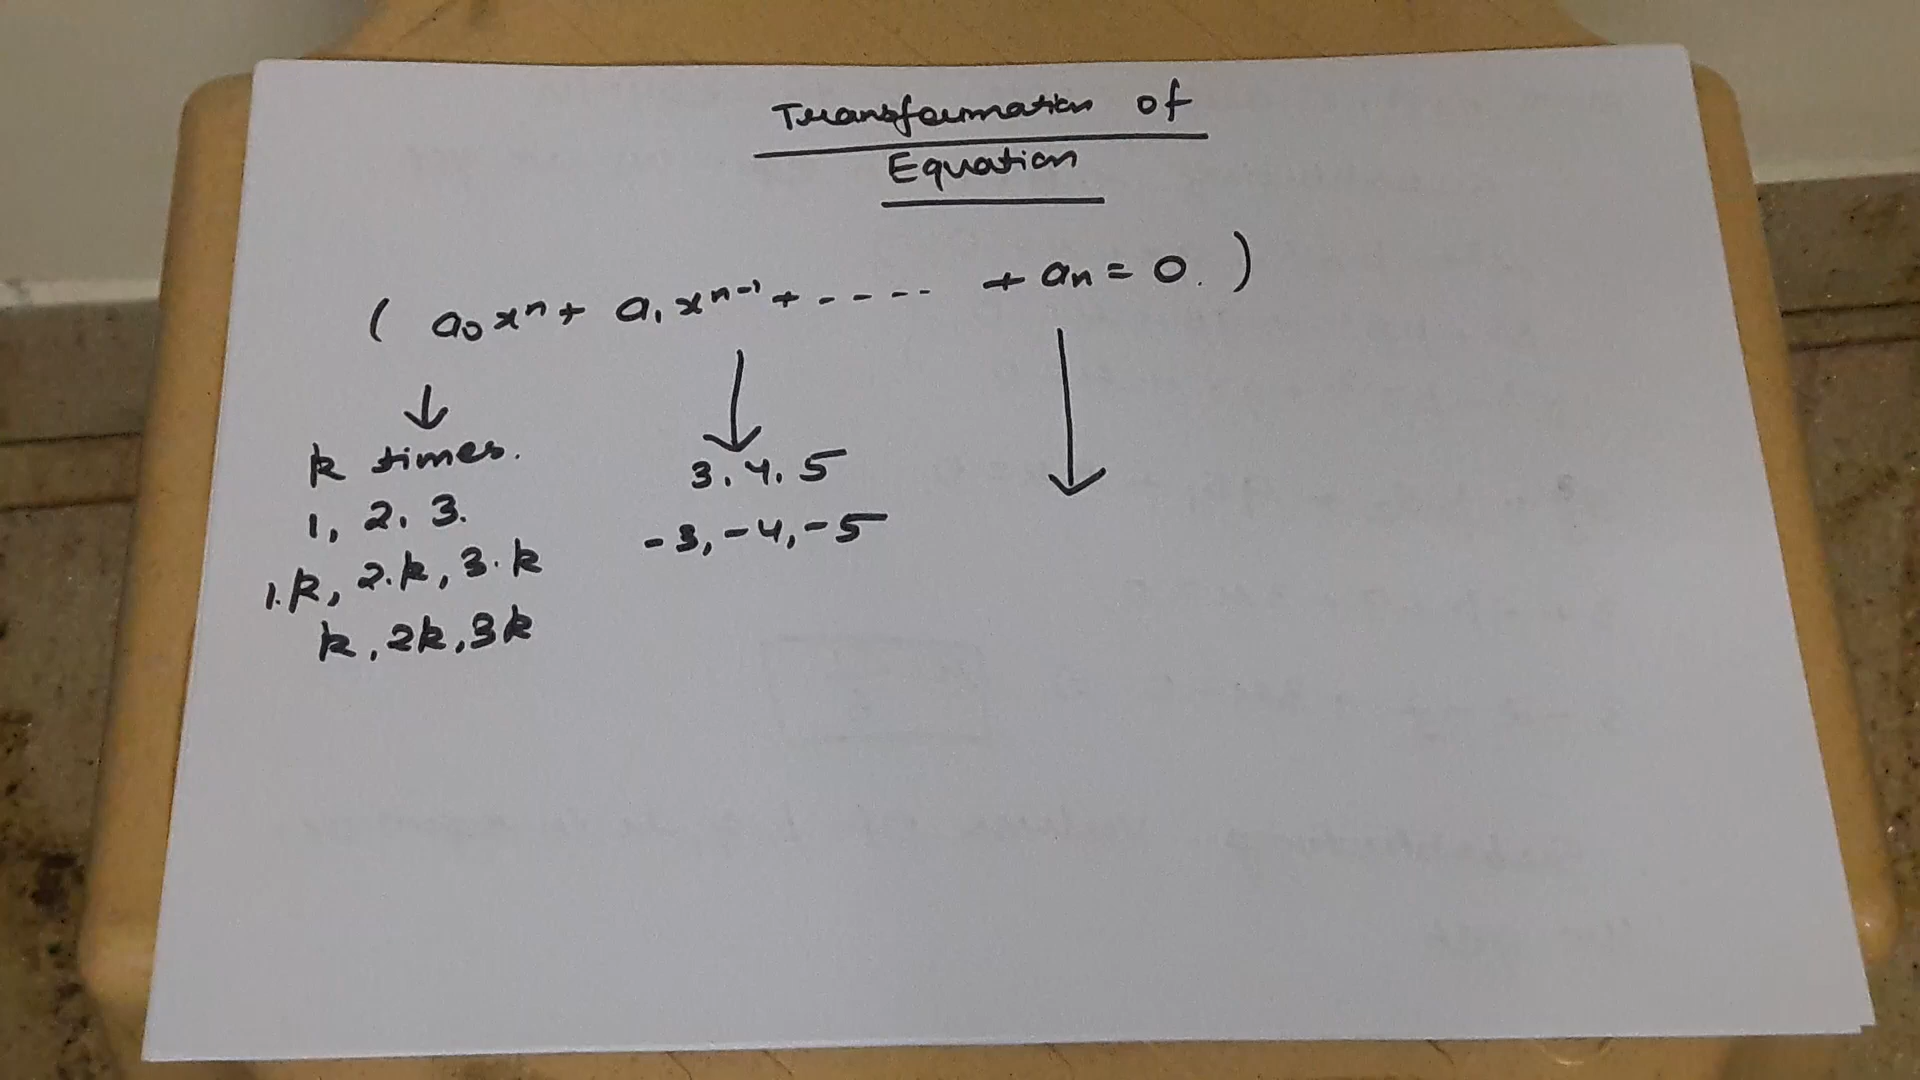 Transformation of
Equation
( a₀xⁿ + a₁xⁿ⁻¹ + ----- + aₙ = 0. )
k times.
1, 2, 3.
1.k, 2.k, 3.k
k, 2k, 3k
3, 4, 5
-3, -4, -5